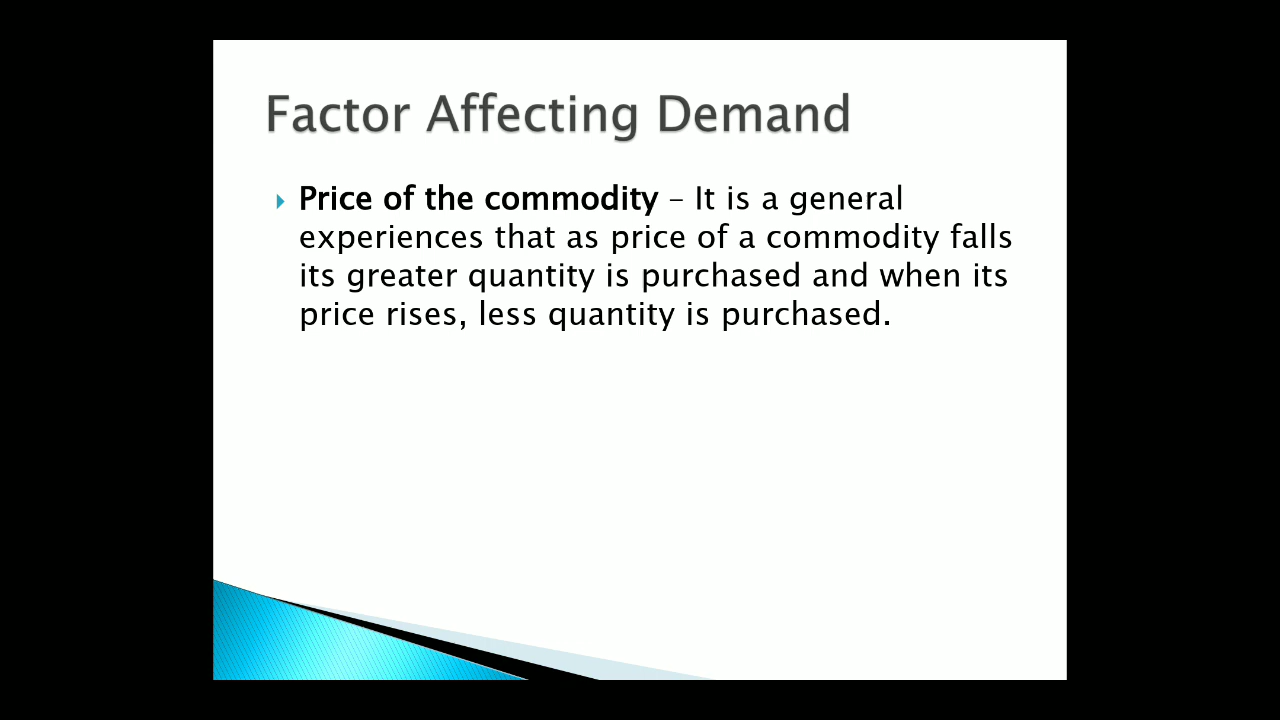 Factor Affecting Demand
Price of the commodity – It is a general
experiences that as price of a commodity falls
its greater quantity is purchased and when its
price rises, less quantity is purchased.